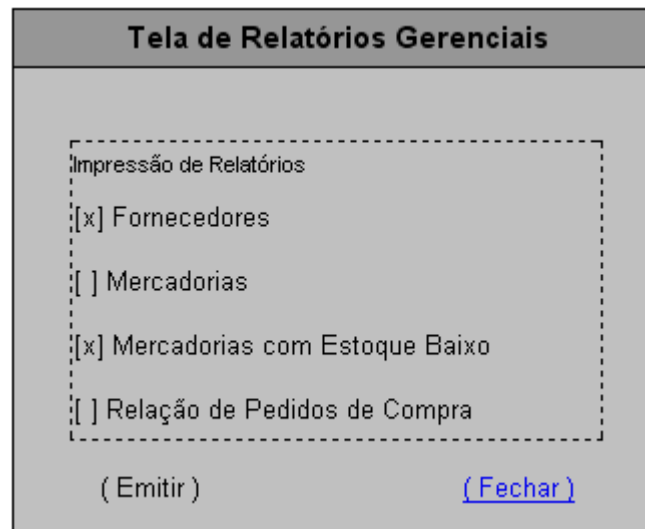 Tela de Relatórios Gerenciais
Impressão de Relatórios
[x] Fornecedores
[ ] Mercadorias
[x] Mercadorias com Estoque Baixo
[ ] Relação de Pedidos de Compra
( Emitir ) ( Fechar )